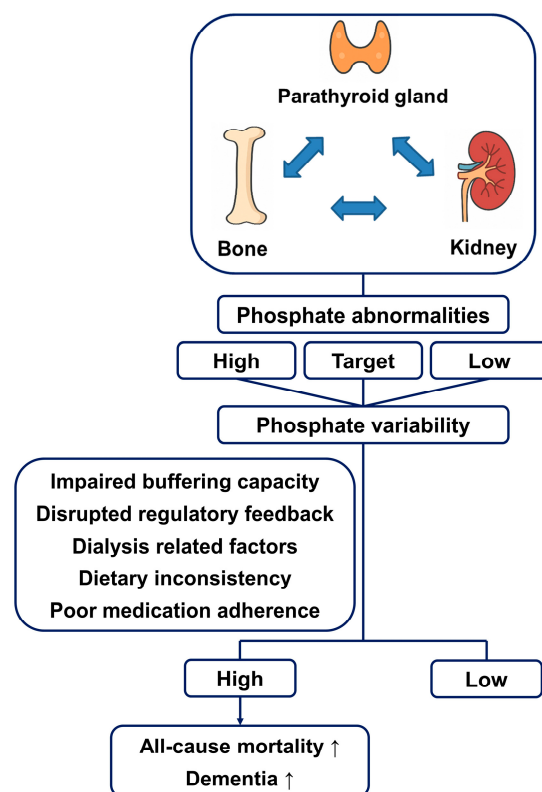 Parathyroid gland
Bone
Kidney
Phosphate abnormalities
High
Target
Low
Phosphate variability
Impaired buffering capacity
Disrupted regulatory feedback
Dialysis related factors
Dietary inconsistency
Poor medication adherence
High
Low
All-cause mortality ↑
Dementia ↑